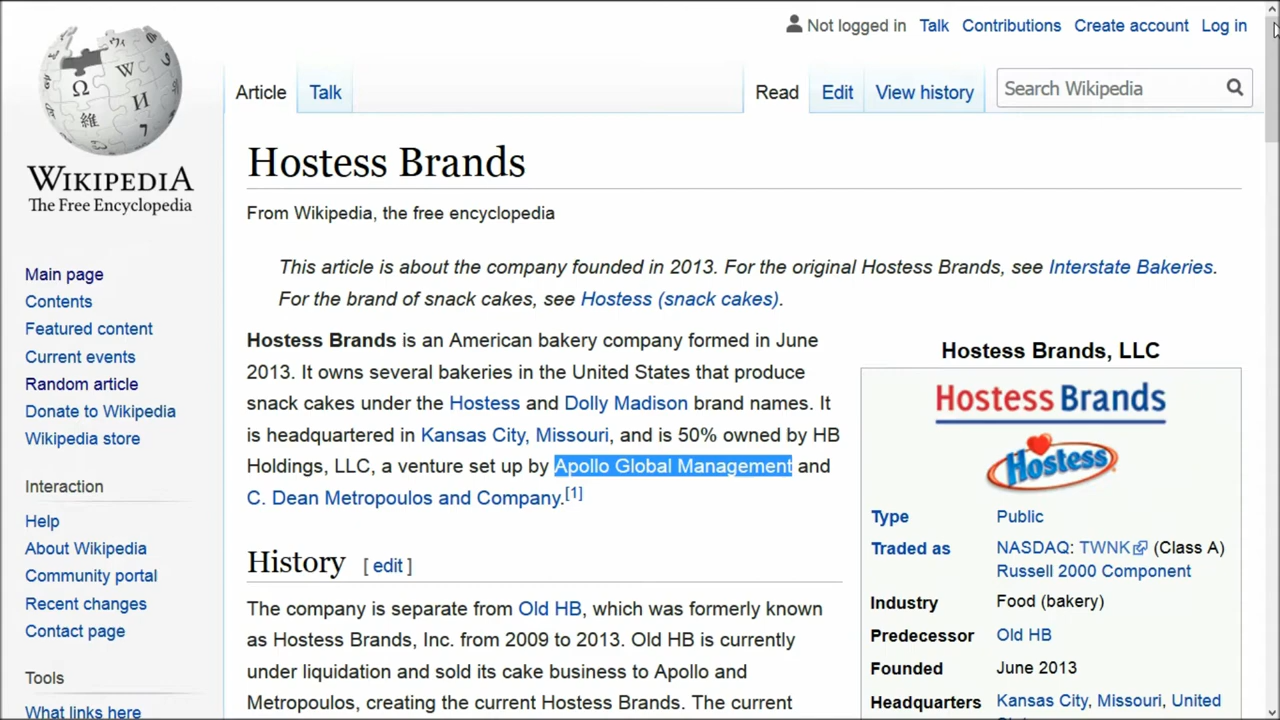 Not logged in Talk Contributions Create account Log in
Article Talk Read Edit View history Search Wikipedia
WIKIPEDIA
The Free Encyclopedia
Main page
Contents
Featured content
Current events
Random article
Donate to Wikipedia
Wikipedia store
Interaction
Help
About Wikipedia
Community portal
Recent changes
Contact page
Tools
What links here
Hostess Brands
From Wikipedia, the free encyclopedia
This article is about the company founded in 2013. For the original Hostess Brands, see Interstate Bakeries.
For the brand of snack cakes, see Hostess (snack cakes).
Hostess Brands is an American bakery company formed in June
2013. It owns several bakeries in the United States that produce
snack cakes under the Hostess and Dolly Madison brand names. It
is headquartered in Kansas City, Missouri, and is 50% owned by HB
Holdings, LLC, a venture set up by Apollo Global Management and
C. Dean Metropoulos and Company.[1]
History [ edit ]
The company is separate from Old HB, which was formerly known
as Hostess Brands, Inc. from 2009 to 2013. Old HB is currently
under liquidation and sold its cake business to Apollo and
Metropoulos, creating the current Hostess Brands. The current
Hostess Brands, LLC
Hostess Brands
Hostess
Type Public
Traded as NASDAQ: TWNK (Class A)
Russell 2000 Component
Industry Food (bakery)
Predecessor Old HB
Founded June 2013
Headquarters Kansas City, Missouri, United